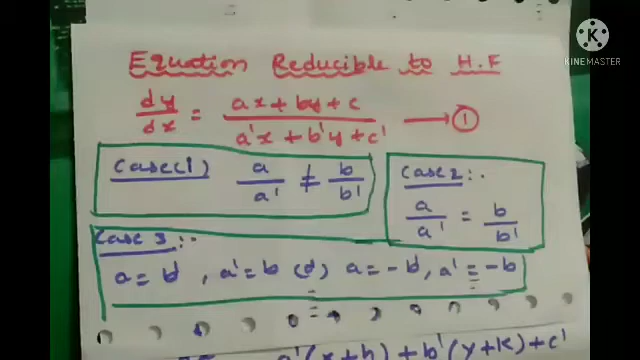 KINEMASTER
Equation Reducible to H.F
dy/dx = (ax + by + c)/(a'x + b'y + c') → ①
Case(1) a/a' ≠ b/b'
Case 2:- a/a' = b/b'
Case 3:-
a = b', a' = b (or) a = -b', a' = -b
a'(x+h) + b'(y+k) + c'